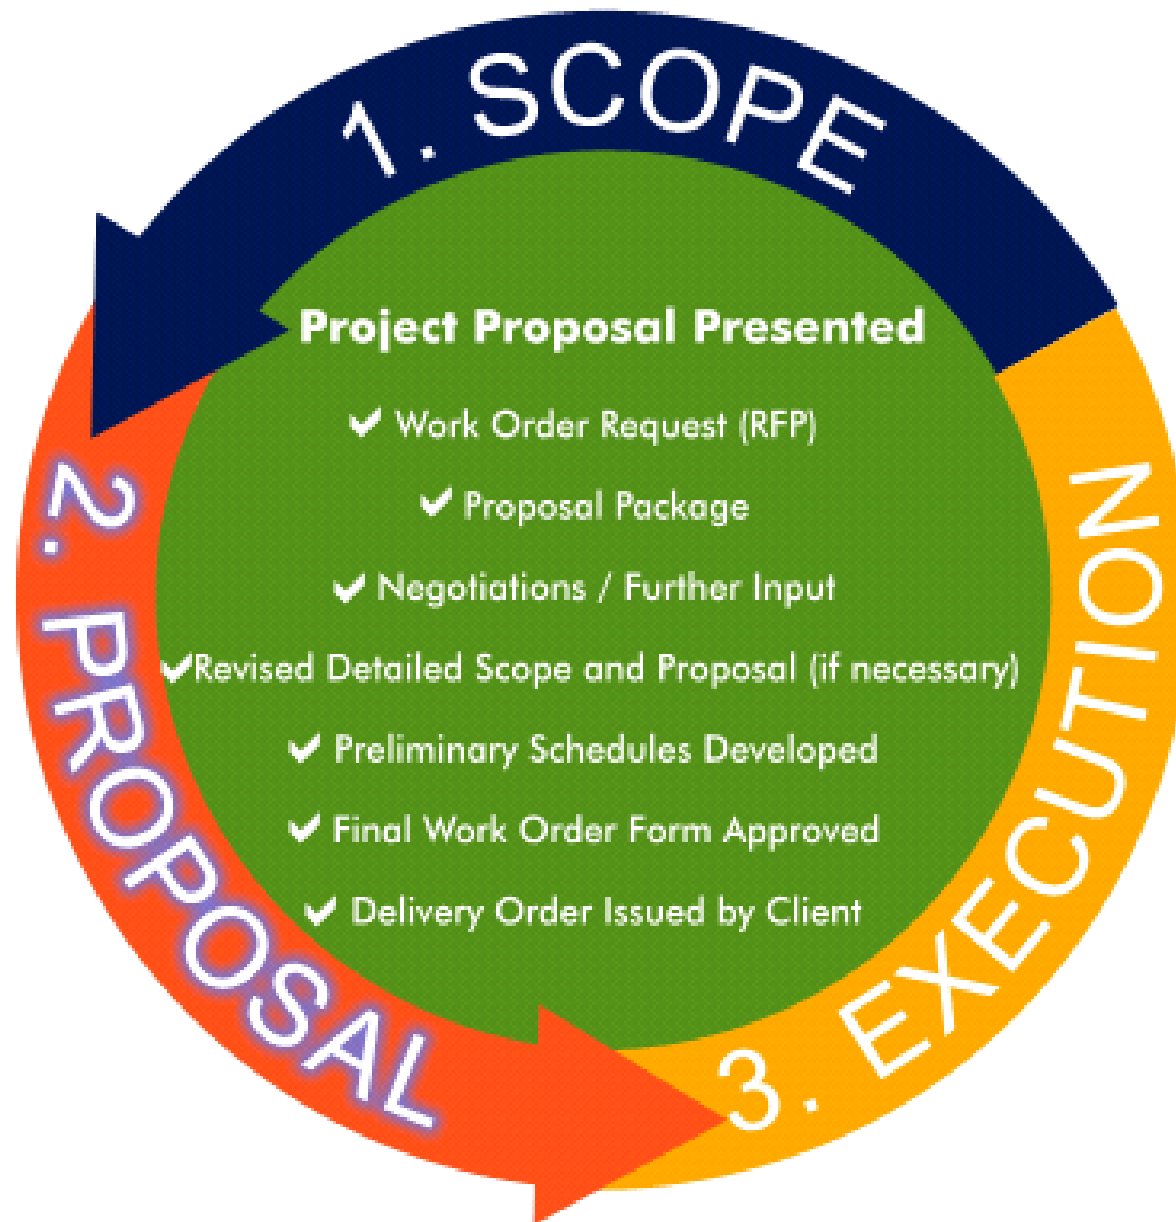 1. SCOPE
Project Proposal Presented
✔ Work Order Request (RFP)
✔ Proposal Package
✔ Negotiations / Further Input
✔Revised Detailed Scope and Proposal (if necessary)
✔ Preliminary Schedules Developed
✔ Final Work Order Form Approved
✔ Delivery Order Issued by Client
2. PROPOSAL
3. EXECUTION